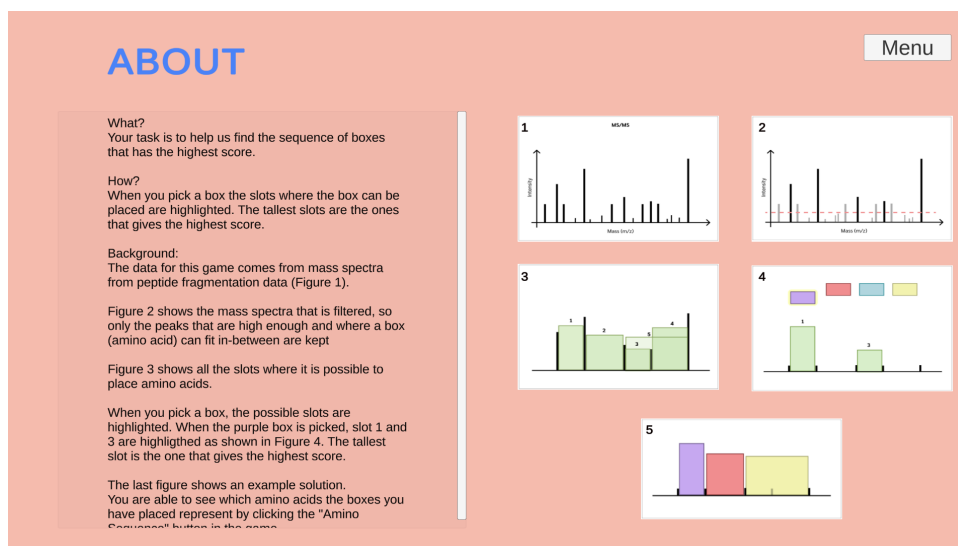 ABOUT
Menu
What?
Your task is to help us find the sequence of boxes
that has the highest score.
How?
When you pick a box the slots where the box can be
placed are highlighted. The tallest slots are the ones
that gives the highest score.
Background:
The data for this game comes from mass spectra
from peptide fragmentation data (Figure 1).
Figure 2 shows the mass spectra that is filtered, so
only the peaks that are high enough and where a box
(amino acid) can fit in-between are kept
Figure 3 shows all the slots where it is possible to
place amino acids.
When you pick a box, the possible slots are
highlighted. When the purple box is picked, slot 1 and
3 are highligthed as shown in Figure 4. The tallest
slot is the one that gives the highest score.
The last figure shows an example solution.
You are able to see which amino acids the boxes you
have placed represent by clicking the "Amino
Sequence" button in the game
1
MS/MS
Intensity
Mass (m/z)
2
Intensity
Mass (m/z)
3
1
2
3
5
4
4
1
3
5